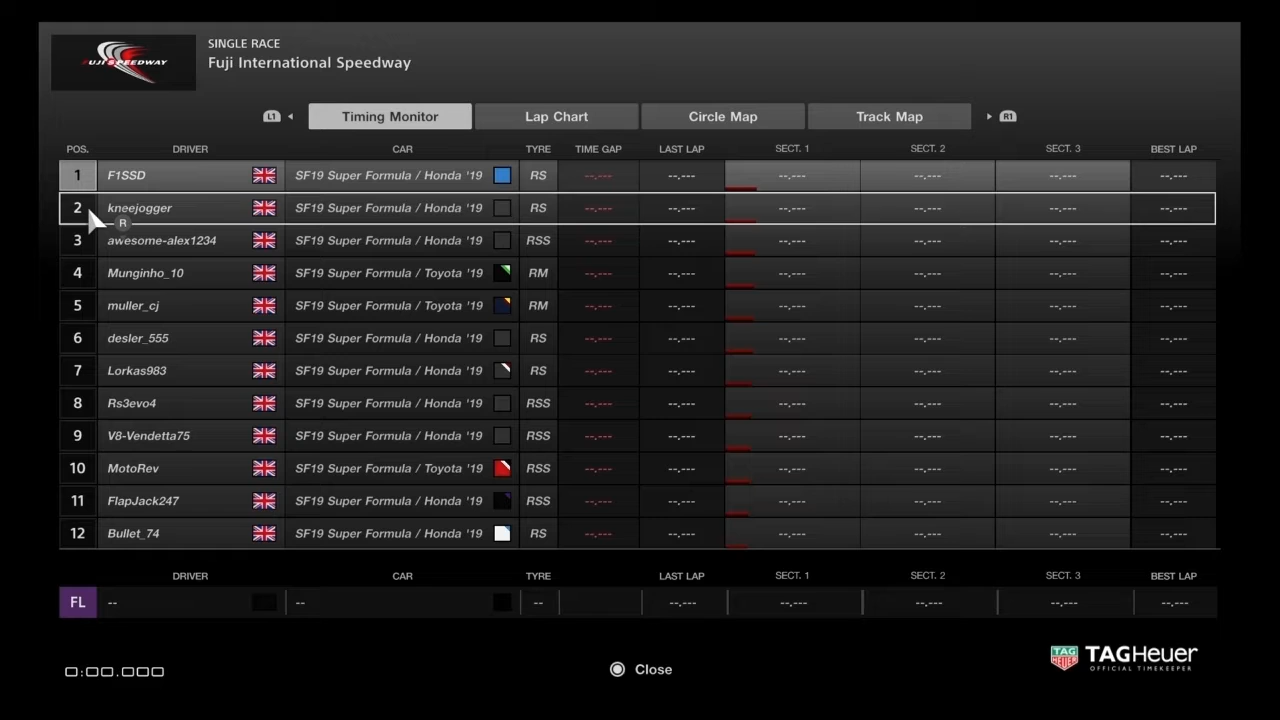 FUJI SPEEDWAY
SINGLE RACE
Fuji International Speedway
L1 Timing Monitor Lap Chart Circle Map Track Map R1
POS. DRIVER CAR TYRE TIME GAP LAST LAP SECT. 1 SECT. 2 SECT. 3 BEST LAP
1 F1SSD SF19 Super Formula / Honda '19 RS --.--- --.--- --.--- --.--- --.--- --.---
2 kneejogger SF19 Super Formula / Honda '19 RS --.--- --.--- --.--- --.--- --.--- --.---
R
3 awesome-alex1234 SF19 Super Formula / Honda '19 RSS --.--- --.--- --.--- --.--- --.--- --.---
4 Munginho_10 SF19 Super Formula / Toyota '19 RM --.--- --.--- --.--- --.--- --.--- --.---
5 muller_cj SF19 Super Formula / Toyota '19 RM --.--- --.--- --.--- --.--- --.--- --.---
6 desler_555 SF19 Super Formula / Honda '19 RS --.--- --.--- --.--- --.--- --.--- --.---
7 Lorkas983 SF19 Super Formula / Honda '19 RS --.--- --.--- --.--- --.--- --.--- --.---
8 Rs3evo4 SF19 Super Formula / Honda '19 RSS --.--- --.--- --.--- --.--- --.--- --.---
9 V8-Vendetta75 SF19 Super Formula / Honda '19 RSS --.--- --.--- --.--- --.--- --.--- --.---
10 MotoRev SF19 Super Formula / Toyota '19 RSS --.--- --.--- --.--- --.--- --.--- --.---
11 FlapJack247 SF19 Super Formula / Honda '19 RSS --.--- --.--- --.--- --.--- --.--- --.---
12 Bullet_74 SF19 Super Formula / Honda '19 RS --.--- --.--- --.--- --.--- --.--- --.---
DRIVER CAR TYRE LAST LAP SECT. 1 SECT. 2 SECT. 3 BEST LAP
FL -- -- -- --.--- --.--- --.--- --.--- --.---
0:00.000
Close
TAG HEUER TAGHeuer
OFFICIAL TIMEKEEPER